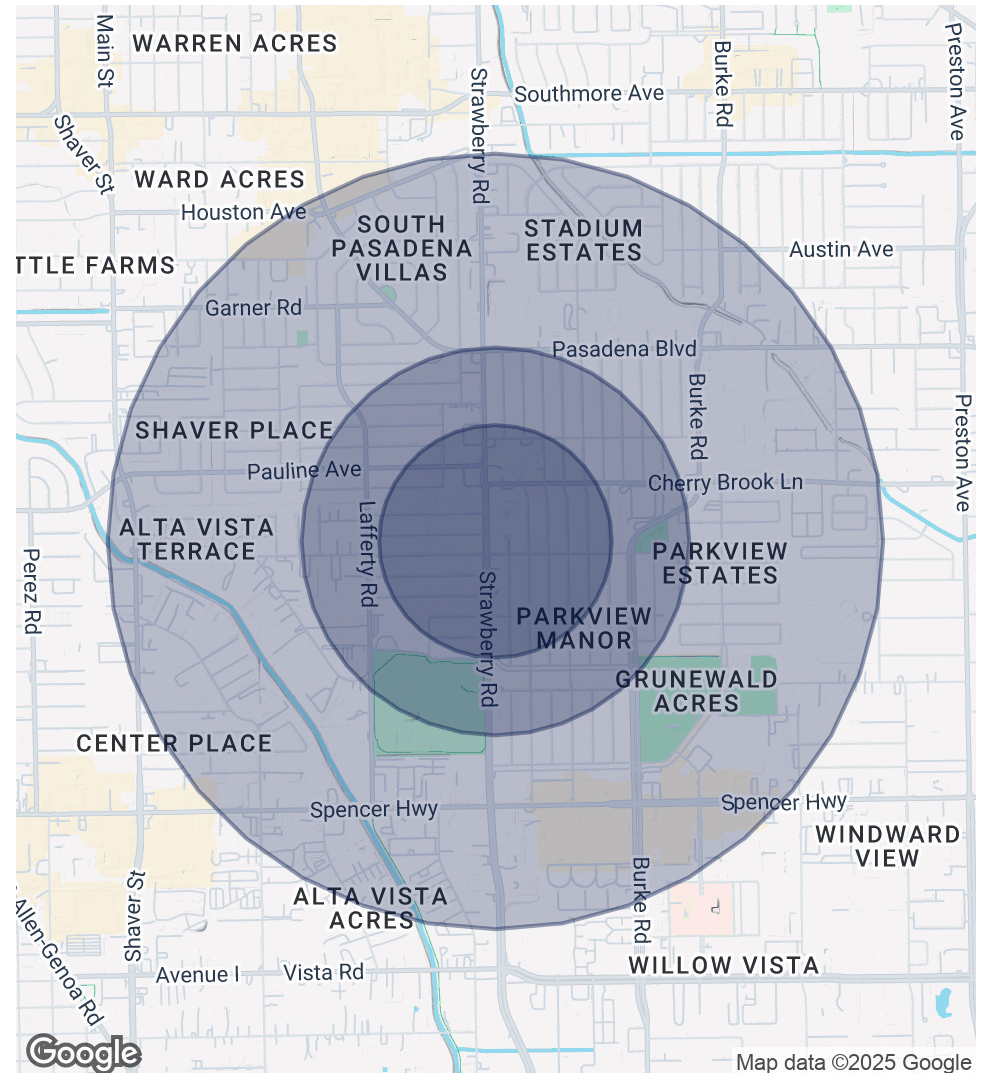 Main St
WARREN ACRES
Strawberry Rd
Burke Rd
Preston Ave
Southmore Ave
Shaver St
WARD ACRES
Houston Ave
SOUTH
PASADENA
VILLAS
STADIUM
ESTATES
Austin Ave
TTLE FARMS
Garner Rd
Pasadena Blvd
Burke Rd
Preston Ave
SHAVER PLACE
Pauline Ave
Cherry Brook Ln
Lafferty Rd
ALTA VISTA
TERRACE
PARKVIEW
ESTATES
Perez Rd
Strawberry Rd
PARKVIEW
MANOR
GRUNEWALD
ACRES
CENTER PLACE
Spencer Hwy
Spencer Hwy
WINDWARD
VIEW
Shaver St
Burke Rd
ALTA VISTA
ACRES
Allen-Genoa Rd
Avenue I
Vista Rd
WILLOW VISTA
Google
Map data ©2025 Google